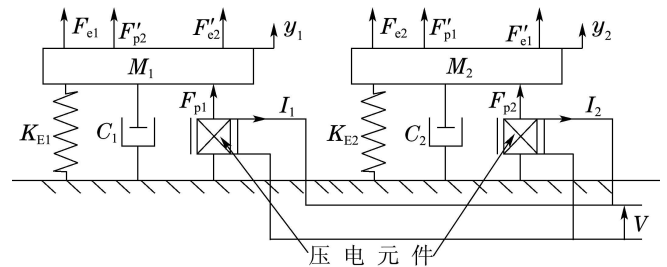 F_e1 F'_p2 F'_e2 y_1 F_e2 F'_p1 F'_e1 y_2
M_1 M_2
F_p1 F_p2
K_E1 C_1 I_1 K_E2 C_2 I_2
V
压电元件